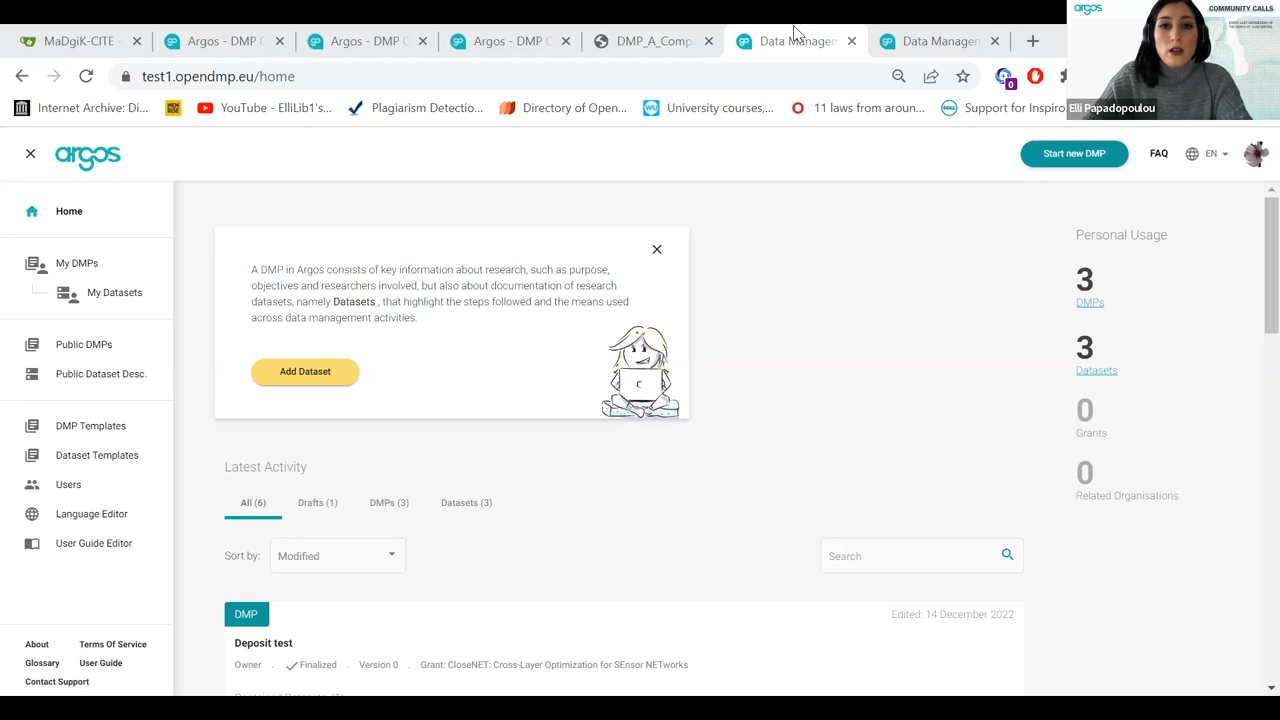 MaDgiK-CITE
Argos - DMP C
Argos - DMP C
Argos - DMP C
DMP_A_Comp
Data Managem
Data Managem
test1.opendmp.eu/home
0
Internet Archive: Di...
YouTube - ElliLib1's...
Plagiarism Detectio...
Directory of Open...
University courses,...
11 laws from aroun...
Support for Inspiro
argos
COMMUNITY CALLS
Elli Papadopoulou
argos
Start new DMP
FAQ
EN
Home
My DMPs
My Datasets
Public DMPs
Public Dataset Desc.
DMP Templates
Dataset Templates
Users
Language Editor
User Guide Editor
About
Terms Of Service
Glossary
User Guide
Contact Support
A DMP in Argos consists of key information about research, such as purpose,
objectives and researchers involved, but also about documentation of research
datasets, namely Datasets , that highlight the steps followed and the means used
across data management activities.
Add Dataset
Latest Activity
All (6)
Drafts (1)
DMPs (3)
Datasets (3)
Sort by:
Modified
Search
DMP
Edited: 14 December 2022
Deposit test
Owner . Finalized . Version 0 . Grant: CloseNET: Cross-Layer Optimization for SEnsor NETworks
Personal Usage
3
DMPs
3
Datasets
0
Grants
0
Related Organisations